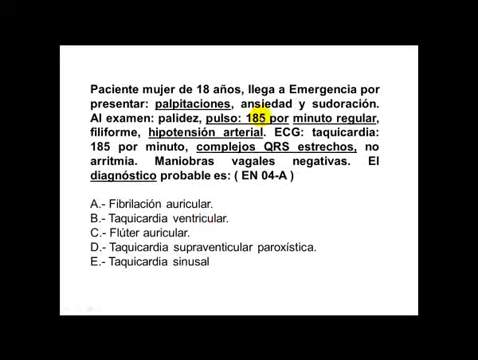 Paciente mujer de 18 años, llega a Emergencia por
presentar: palpitaciones, ansiedad y sudoración.
Al examen: palidez, pulso: 185 por minuto regular,
filiforme, hipotensión arterial. ECG: taquicardia:
185 por minuto, complejos QRS estrechos, no
arritmia. Maniobras vagales negativas. El
diagnóstico probable es: ( EN 04-A )
A.- Fibrilación auricular.
B.- Taquicardia ventricular.
C.- Flúter auricular.
D.- Taquicardia supraventicular paroxística.
E.- Taquicardia sinusal